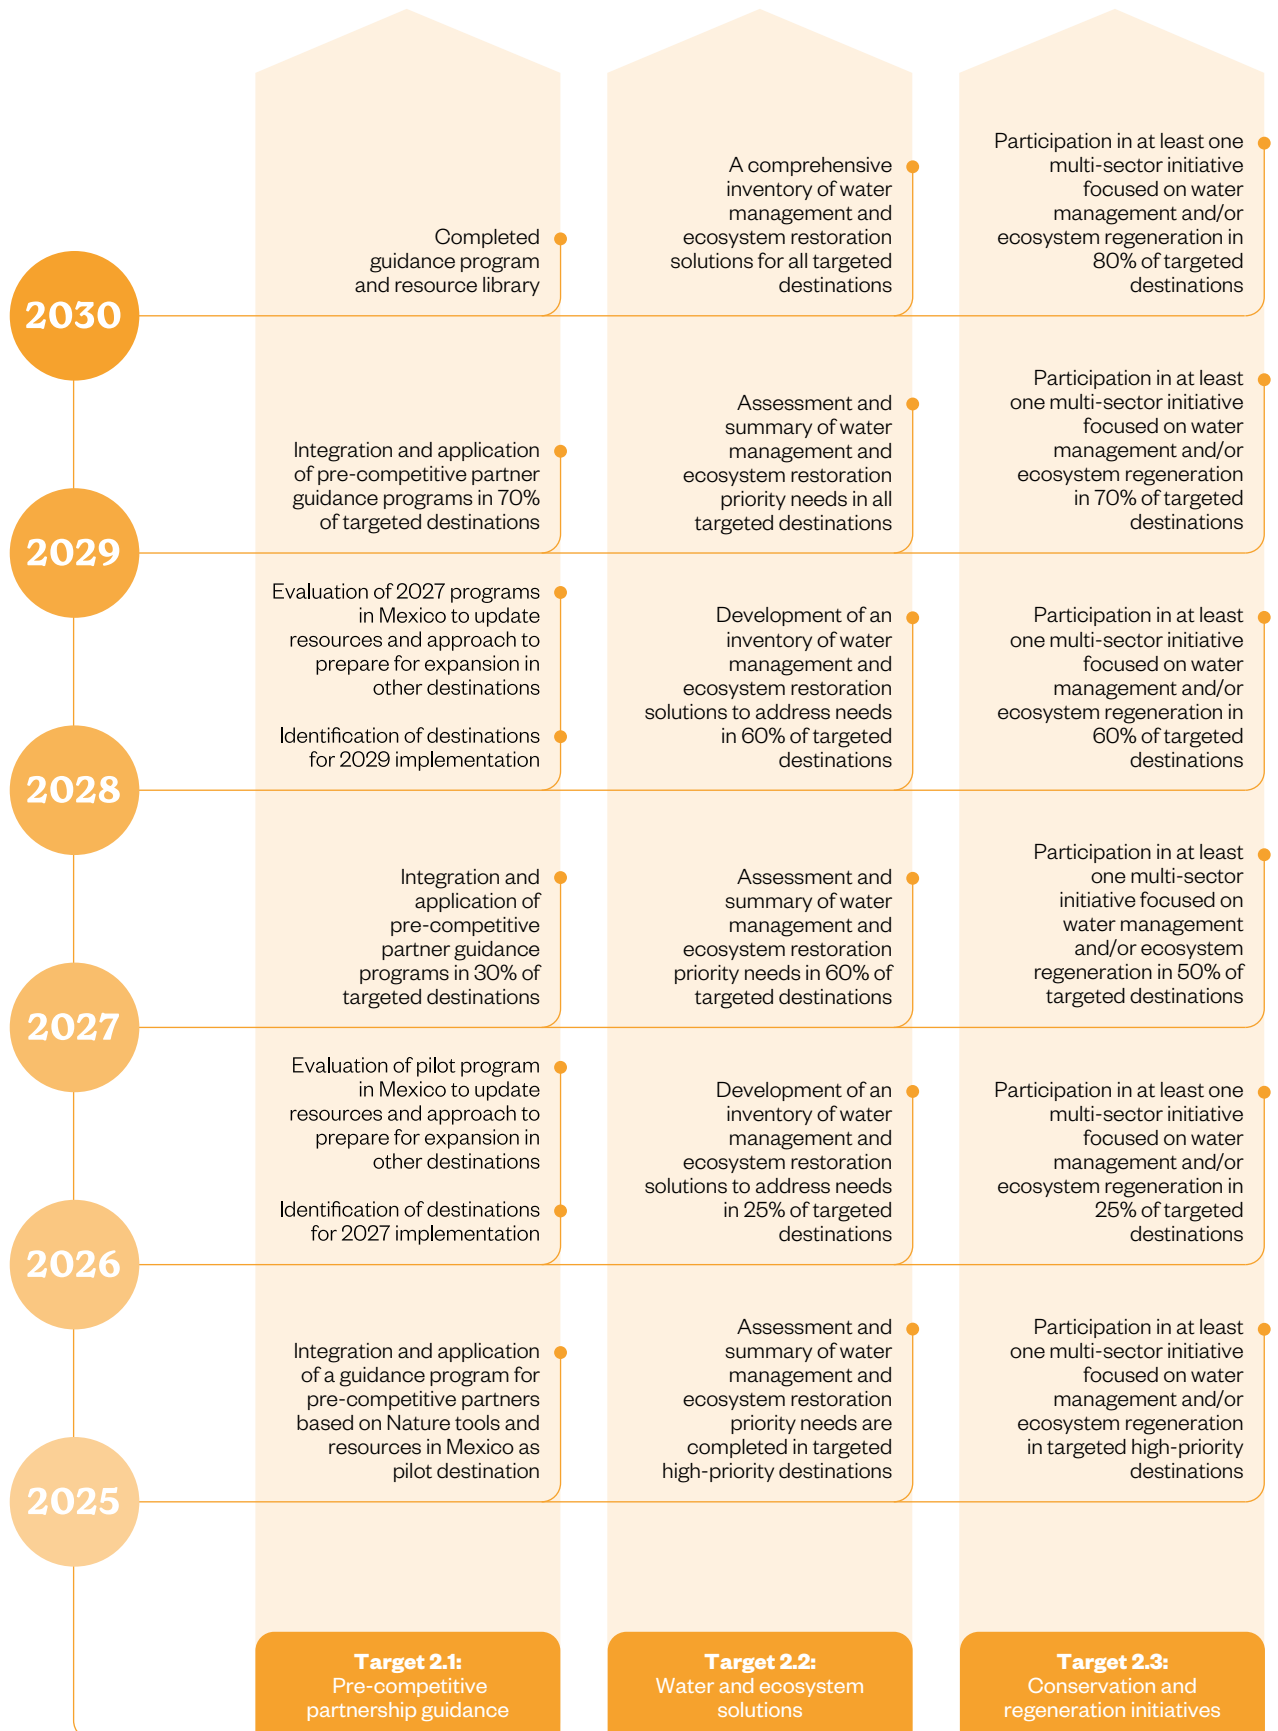 Completed
guidance program
and resource library
A comprehensive
inventory of water
management and
ecosystem restoration
solutions for all targeted
destinations
Participation in at least one
multi-sector initiative
focused on water
management and/or
ecosystem regeneration in
80% of targeted
destinations
2030
Integration and application
of pre-competitive partner
guidance programs in 70%
of targeted destinations
Assessment and
summary of water
management and
ecosystem restoration
priority needs in all
targeted destinations
Participation in at least
one multi-sector initiative
focused on water
management and/or
ecosystem regeneration
in 70% of targeted
destinations
2029
Evaluation of 2027 programs
in Mexico to update
resources and approach to
prepare for expansion in
other destinations
Identification of destinations
for 2029 implementation
Development of an
inventory of water
management and
ecosystem restoration
solutions to address needs
in 60% of targeted
destinations
Participation in at least
one multi-sector initiative
focused on water
management and/or
ecosystem regeneration in
60% of targeted
destinations
2028
Integration and
application of
pre-competitive
partner guidance
programs in 30% of
targeted destinations
Assessment and
summary of water
management and
ecosystem restoration
priority needs in 60% of
targeted destinations
Participation in at least
one multi-sector
initiative focused on
water management
and/or ecosystem
regeneration in 50% of
targeted destinations
2027
Evaluation of pilot program
in Mexico to update
resources and approach to
prepare for expansion in
other destinations
Identification of destinations
for 2027 implementation
Development of an
inventory of water
management and
ecosystem restoration
solutions to address needs
in 25% of targeted
destinations
Participation in at least one
multi-sector initiative
focused on water
management and/or
ecosystem regeneration in
25% of targeted
destinations
2026
Integration and application
of a guidance program for
pre-competitive partners
based on Nature tools and
resources in Mexico as
pilot destination
Assessment and
summary of water
management and
ecosystem restoration
priority needs are
completed in targeted
high-priority destinations
Participation in at least
one multi-sector initiative
focused on water
management and/or
ecosystem regeneration
in targeted high-priority
destinations
2025
Target 2.1:
Pre-competitive
partnership guidance
Target 2.2:
Water and ecosystem
solutions
Target 2.3:
Conservation and
regeneration initiatives